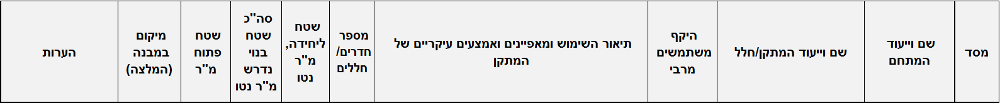 מסד
שם וייעוד
המתחם
שם וייעוד המתקן/חלל
היקף
משתמשים
מרבי
תיאור השימוש ומאפיינים ואמצעים עיקריים של
המתקן
מספר
חדרים/
חללים
שטח
ליחידה,
מ"ר
נטו
סה"כ
שטח
בנוי
נדרש
מ"ר נטו
שטח
פתוח
מ"ר
מיקום
במבנה
(המלצה)
הערות